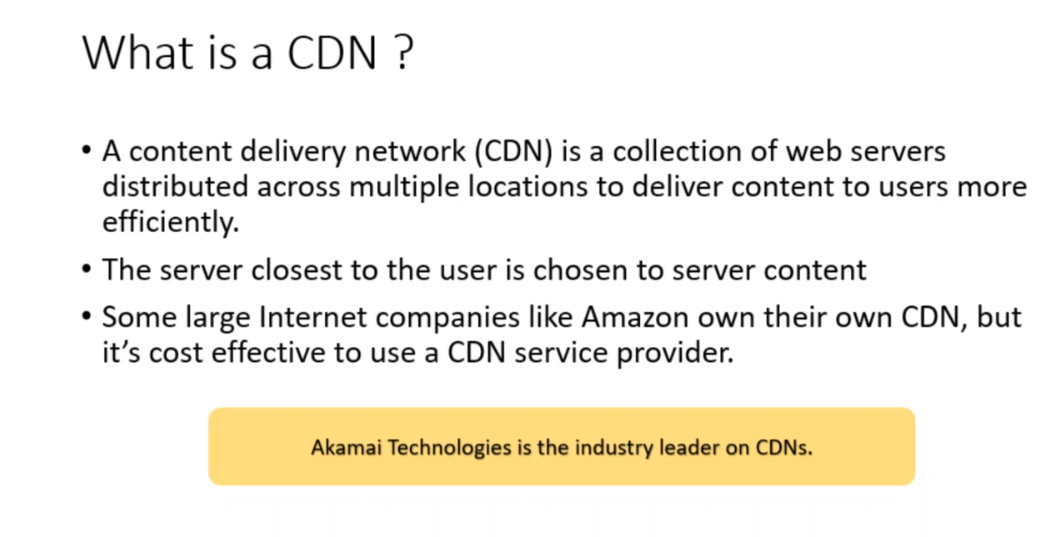 What is a CDN ?
• A content delivery network (CDN) is a collection of web servers
distributed across multiple locations to deliver content to users more
efficiently.
• The server closest to the user is chosen to server content
• Some large Internet companies like Amazon own their own CDN, but
it’s cost effective to use a CDN service provider.
Akamai Technologies is the industry leader on CDNs.